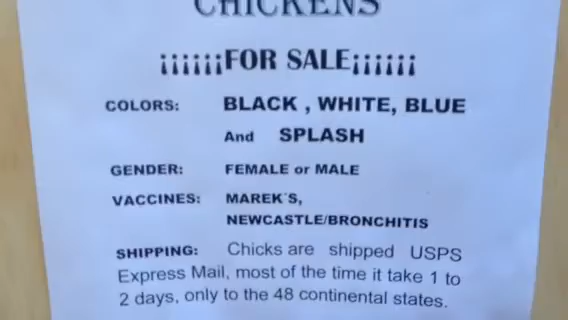 CHICKENS
¡¡¡¡¡¡FOR SALE¡¡¡¡¡¡
COLORS: BLACK , WHITE, BLUE
And SPLASH
GENDER: FEMALE or MALE
VACCINES: MAREK´S,
NEWCASTLE/BRONCHITIS
SHIPPING: Chicks are shipped USPS
Express Mail, most of the time it take 1 to
2 days, only to the 48 continental states.